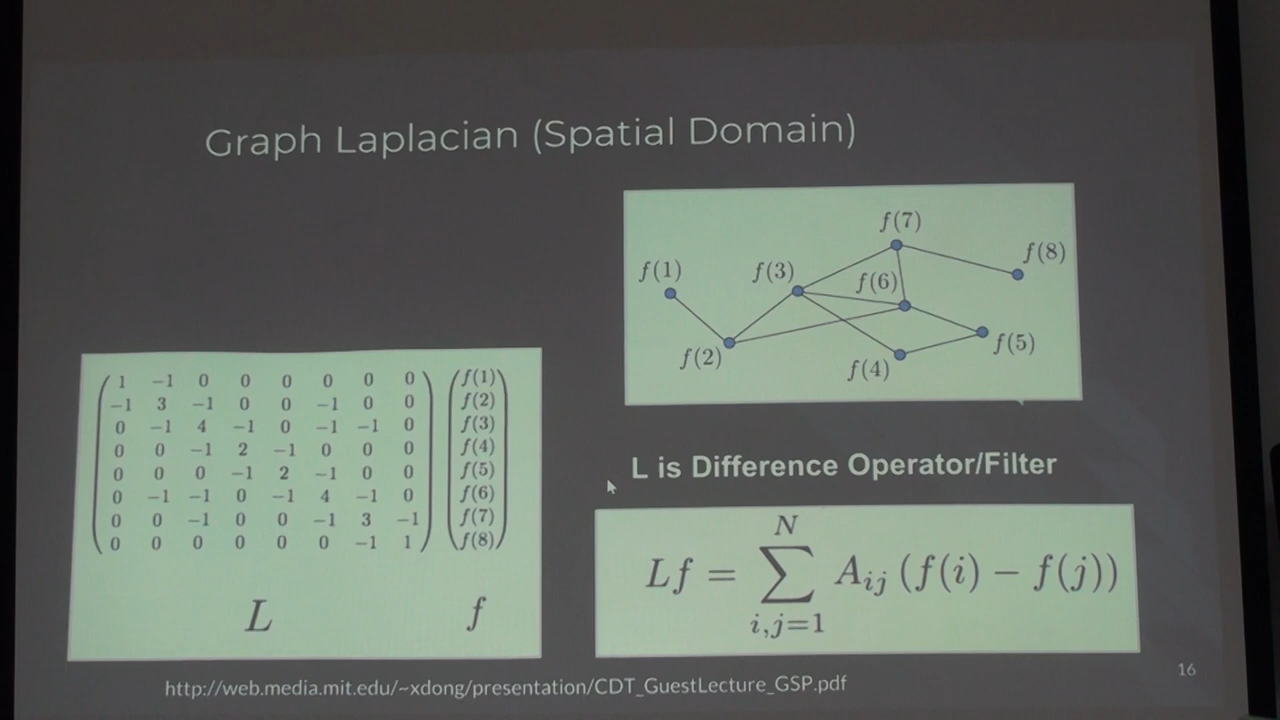 Graph Laplacian (Spatial Domain)
f(7)
f(8)
f(1)
f(3)
f(6)
f(2)
f(4)
f(5)
1 −1 0 0 0 0 0 0 f(1)
−1 3 −1 0 0 −1 0 0 f(2)
0 −1 4 −1 0 −1 −1 0 f(3)
0 0 −1 2 −1 0 0 0 f(4)
0 0 0 −1 2 −1 0 0 f(5)
0 −1 −1 0 −1 4 −1 0 f(6)
0 0 −1 0 0 −1 3 −1 f(7)
0 0 0 0 0 0 −1 1 f(8)
L f
L is Difference Operator/Filter
N
Lf = ∑ Aij (f(i) − f(j))
i,j=1
http://web.media.mit.edu/~xdong/presentation/CDT_GuestLecture_GSP.pdf
16